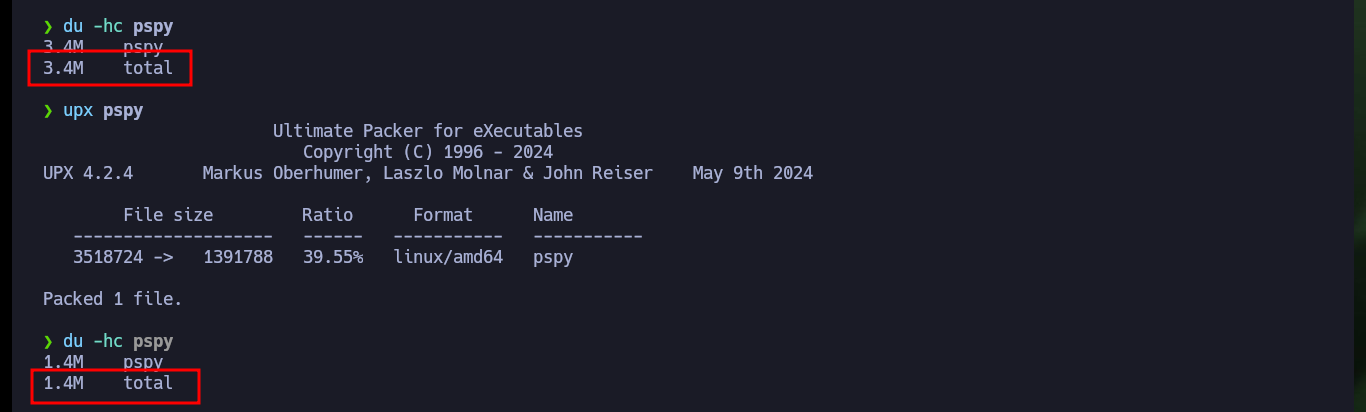 ❯ du -hc pspy
3.4M    pspy
3.4M    total
❯ upx pspy
                       Ultimate Packer for eXecutables
                          Copyright (C) 1996 - 2024
UPX 4.2.4       Markus Oberhumer, Laszlo Molnar & John Reiser    May 9th 2024
        File size         Ratio      Format      Name
   --------------------   ------   -----------   -----------
   3518724 ->   1391788   39.55%   linux/amd64   pspy
Packed 1 file.
❯ du -hc pspy
1.4M    pspy
1.4M    total